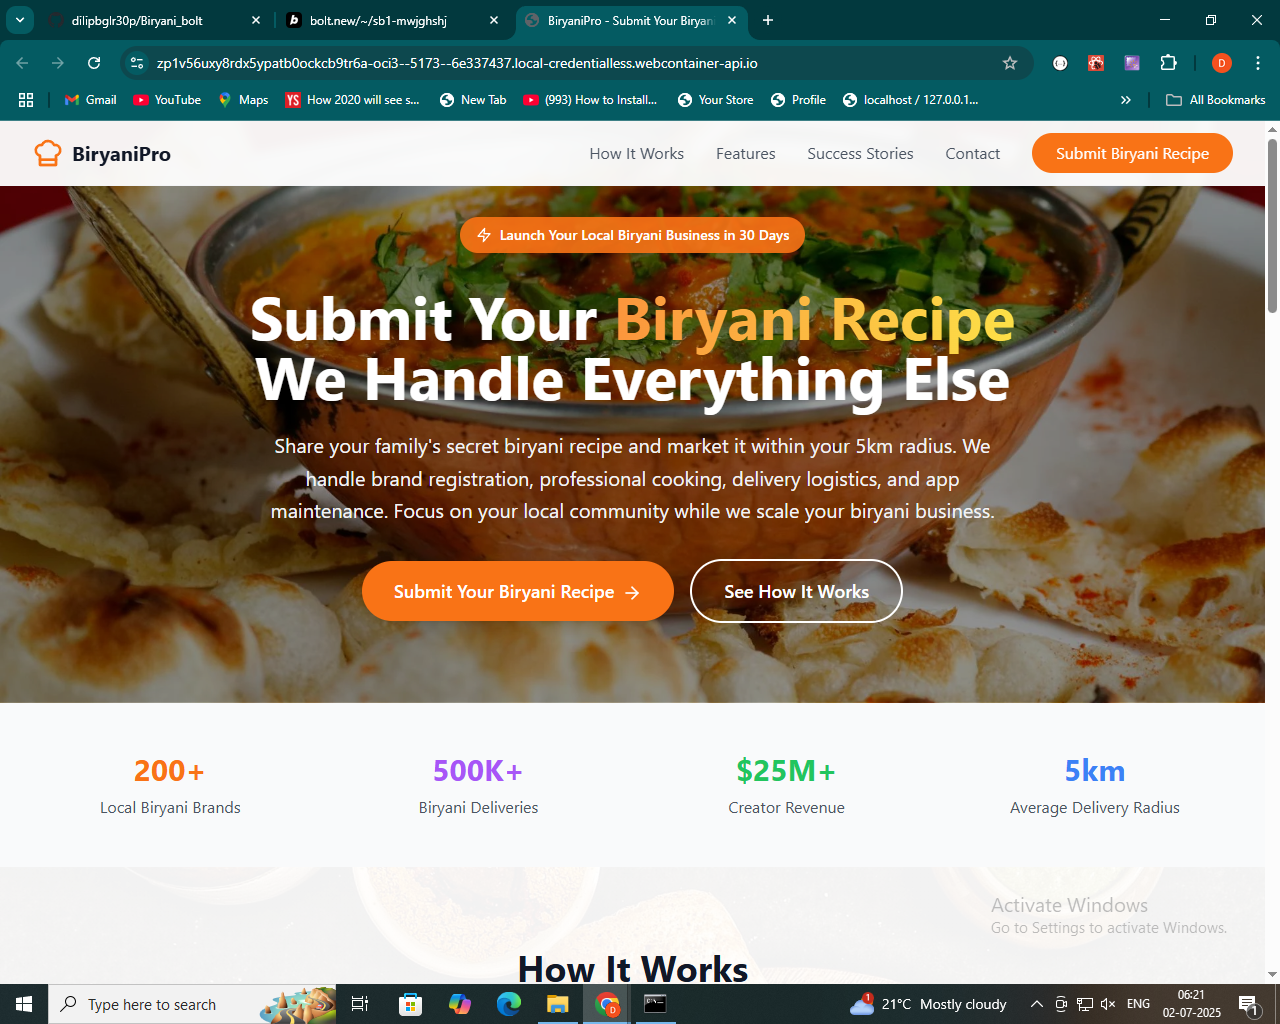 dilipbglr30p/Biryani_bolt
bolt.new/~/sb1-mwjghshj
BiryaniPro - Submit Your Biryan
zp1v56uxy8rdx5ypatb0ockcb9tr6a-oci3--5173--6e337437.local-credentialless.webcontainer-api.io
D
Gmail
YouTube
Maps
YS
How 2020 will see s...
New Tab
(993) How to Install...
Your Store
Profile
localhost / 127.0.0.1...
All Bookmarks
BiryaniPro
How It Works
Features
Success Stories
Contact
Submit Biryani Recipe
Launch Your Local Biryani Business in 30 Days
Submit Your Biryani Recipe
We Handle Everything Else
Share your family's secret biryani recipe and market it within your 5km radius. We
handle brand registration, professional cooking, delivery logistics, and app
maintenance. Focus on your local community while we scale your biryani business.
Submit Your Biryani Recipe →
See How It Works
200+
Local Biryani Brands
500K+
Biryani Deliveries
$25M+
Creator Revenue
5km
Average Delivery Radius
Activate Windows
Go to Settings to activate Windows.
How It Works
Type here to search
D
1
21°C Mostly cloudy
ENG
06:21
02-07-2025
1